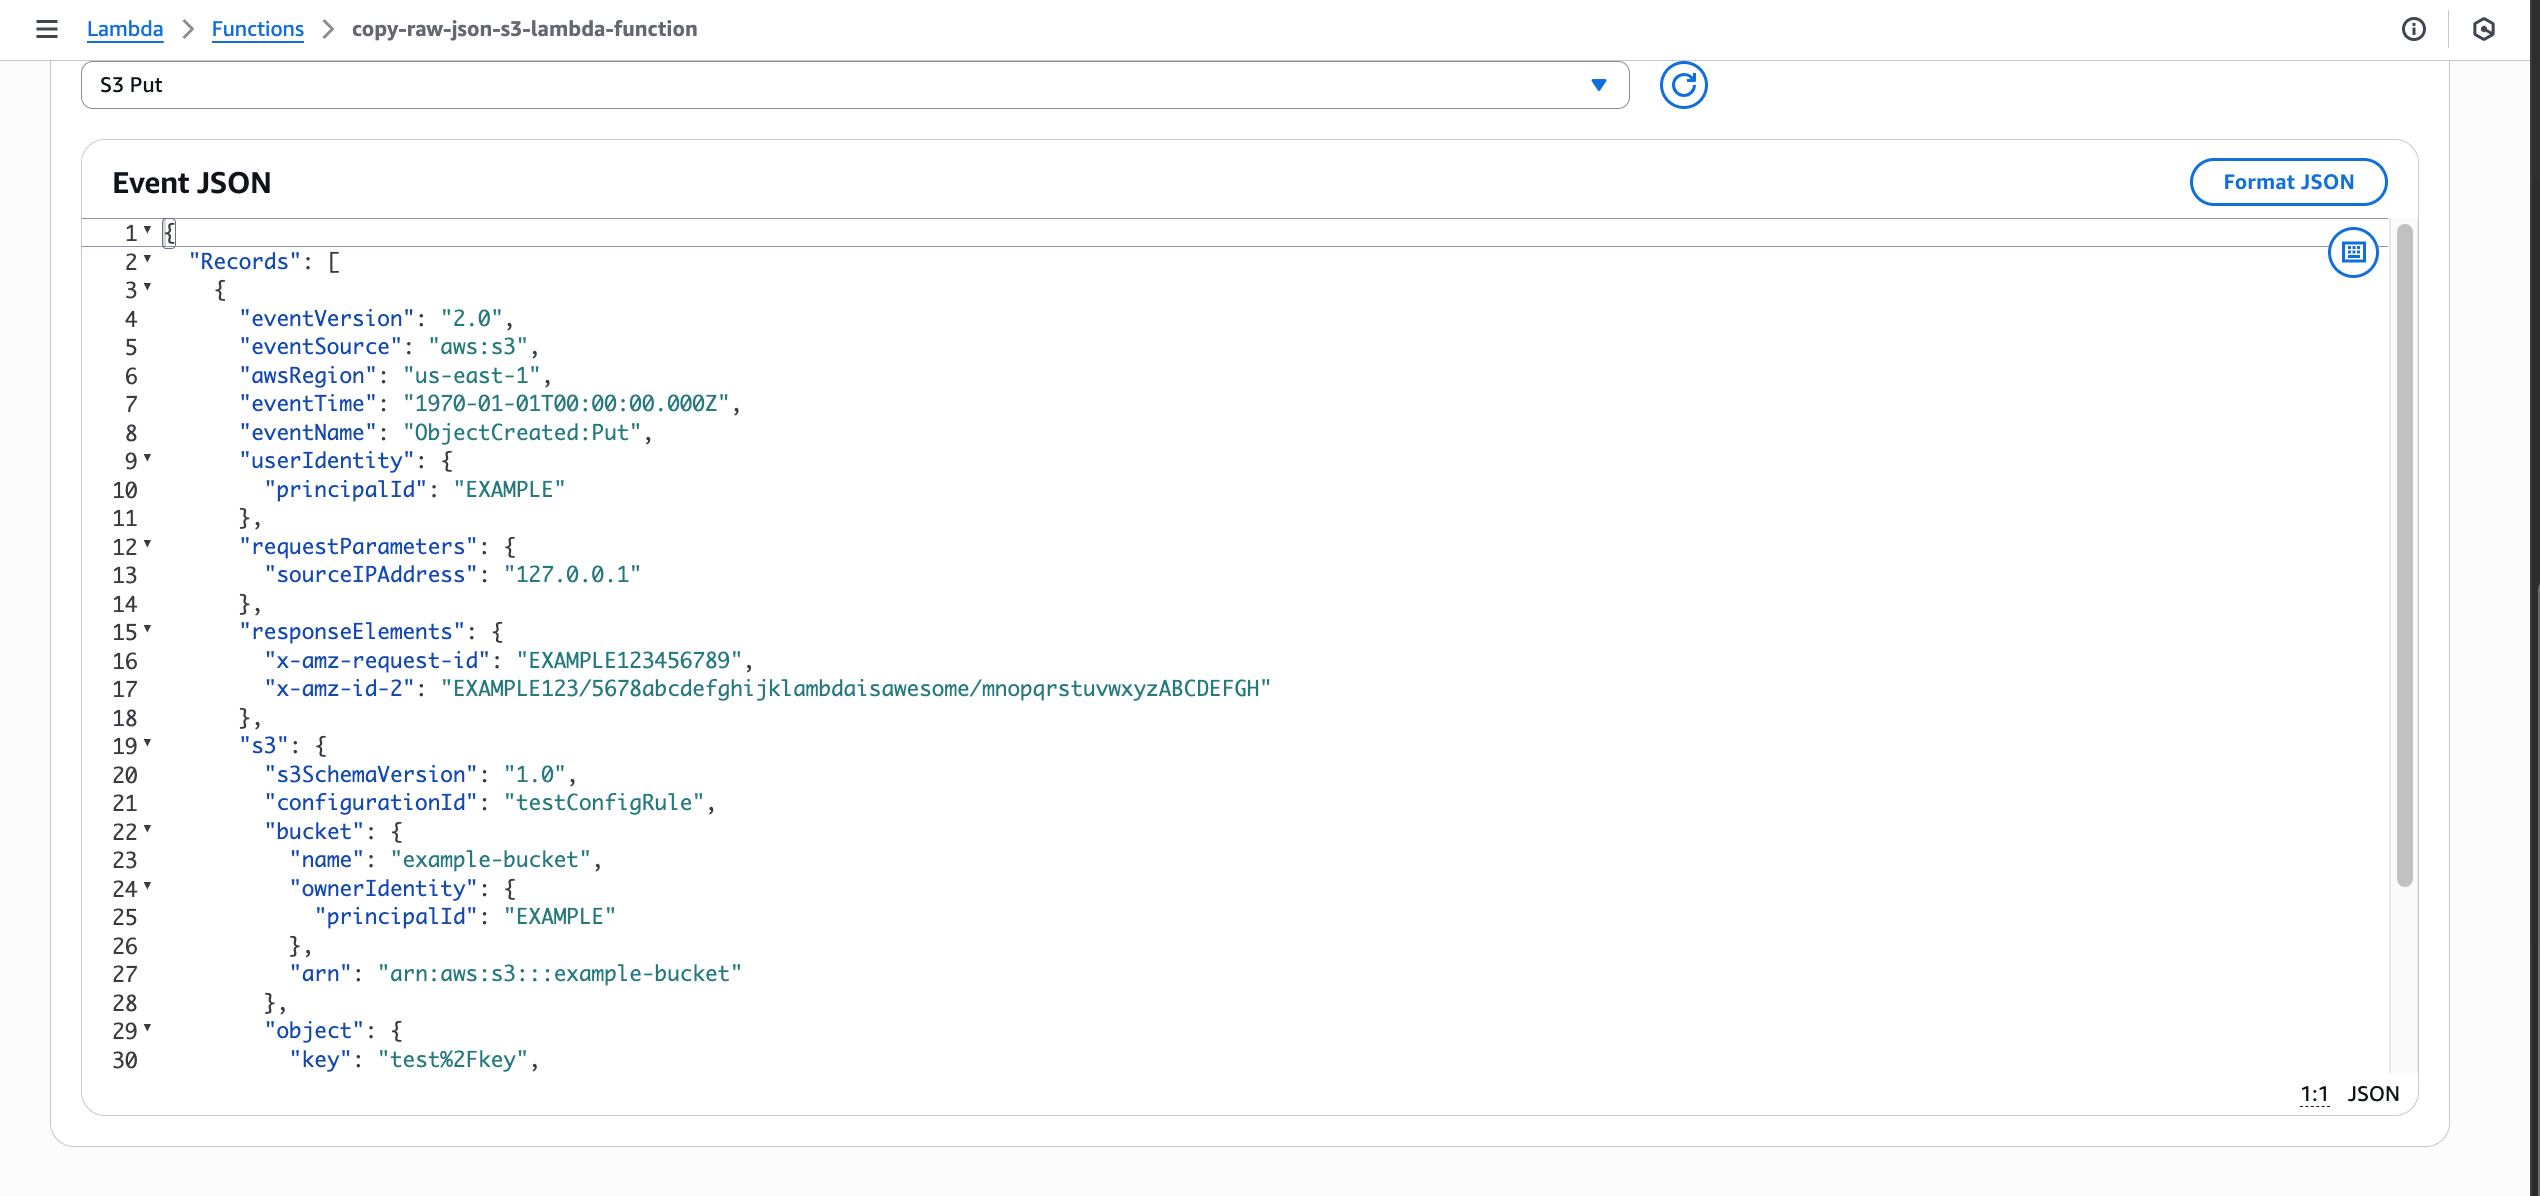 Lambda > Functions > copy-raw-json-s3-lambda-function
S3 Put
Event JSON
Format JSON
1 {
2   "Records": [
3     {
4       "eventVersion": "2.0",
5       "eventSource": "aws:s3",
6       "awsRegion": "us-east-1",
7       "eventTime": "1970-01-01T00:00:00.000Z",
8       "eventName": "ObjectCreated:Put",
9       "userIdentity": {
10         "principalId": "EXAMPLE"
11       },
12       "requestParameters": {
13         "sourceIPAddress": "127.0.0.1"
14       },
15       "responseElements": {
16         "x-amz-request-id": "EXAMPLE123456789",
17         "x-amz-id-2": "EXAMPLE123/5678abcdefghijklambdaisawesome/mnopqrstuvwxyzABCDEFGH"
18       },
19       "s3": {
20         "s3SchemaVersion": "1.0",
21         "configurationId": "testConfigRule",
22         "bucket": {
23           "name": "example-bucket",
24           "ownerIdentity": {
25             "principalId": "EXAMPLE"
26           },
27           "arn": "arn:aws:s3:::example-bucket"
28         },
29         "object": {
30           "key": "test%2Fkey",
1:1 JSON